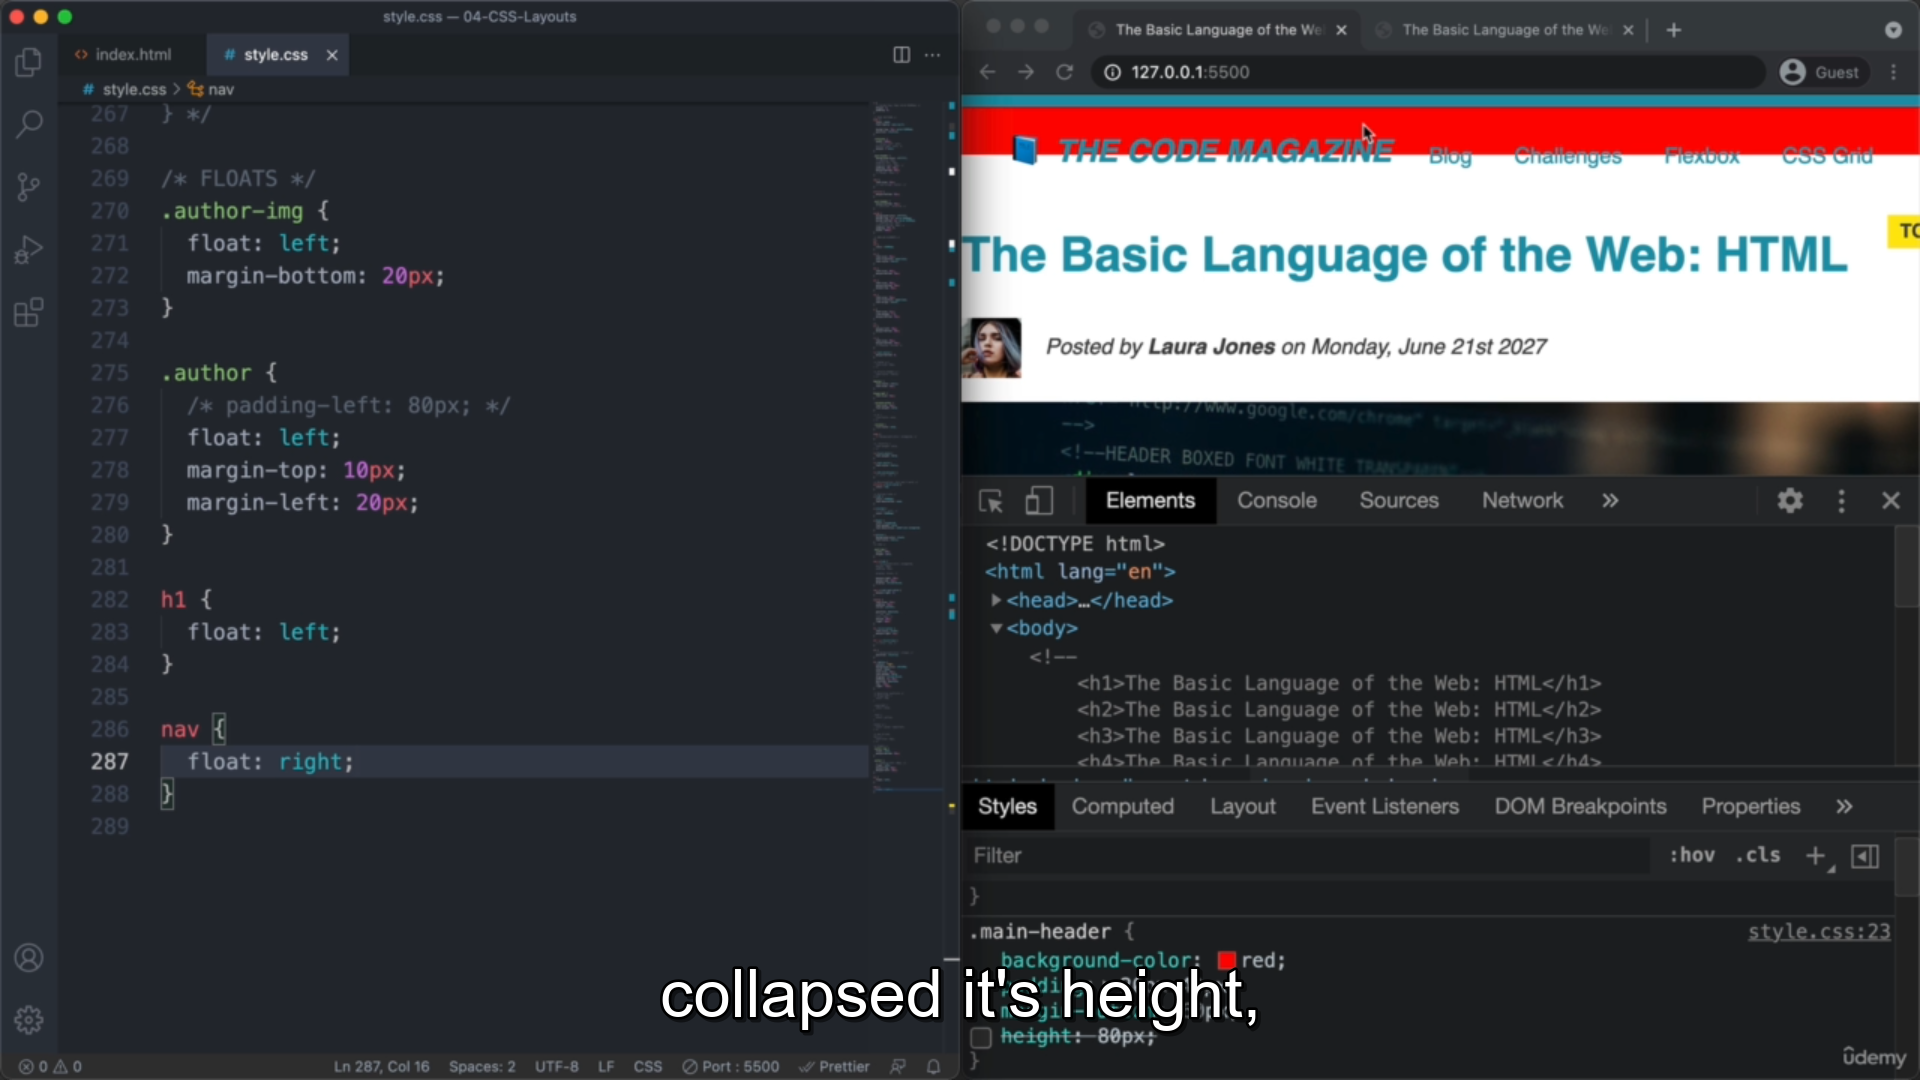 style.css — 04-CSS-Layouts
<> index.html
# style.css
# style.css > nav
267 } */
268
269 /* FLOATS */
270 .author-img {
271 float: left;
272 margin-bottom: 20px;
273 }
274
275 .author {
276 /* padding-left: 80px; */
277 float: left;
278 margin-top: 10px;
279 margin-left: 20px;
280 }
281
282 h1 {
283 float: left;
284 }
285
286 nav {
287 float: right;
288 }
289
0 0
Ln 287, Col 16 Spaces: 2 UTF-8 LF CSS Port : 5500 Prettier
The Basic Language of the We
The Basic Language of the We
127.0.0.1:5500
Guest
THE CODE MAGAZINE Blog Challenges Flexbox CSS Grid
TO
The Basic Language of the Web: HTML
Posted by Laura Jones on Monday, June 21st 2027
http://www.google.com/chrome"
-->
<!--HEADER BOXED FONT WHITE TRANSPAREN
Elements Console Sources Network »
<!DOCTYPE html>
<html lang="en">
<head>…</head>
<body>
<!--
<h1>The Basic Language of the Web: HTML</h1>
<h2>The Basic Language of the Web: HTML</h2>
<h3>The Basic Language of the Web: HTML</h3>
<h4>The Basic Language of the Web: HTML</h4>
Styles Computed Layout Event Listeners DOM Breakpoints Properties »
Filter
:hov .cls +
}
.main-header {
style.css:23
background-color: red;
height: 80px;
}
collapsed it's height,
ûdemy